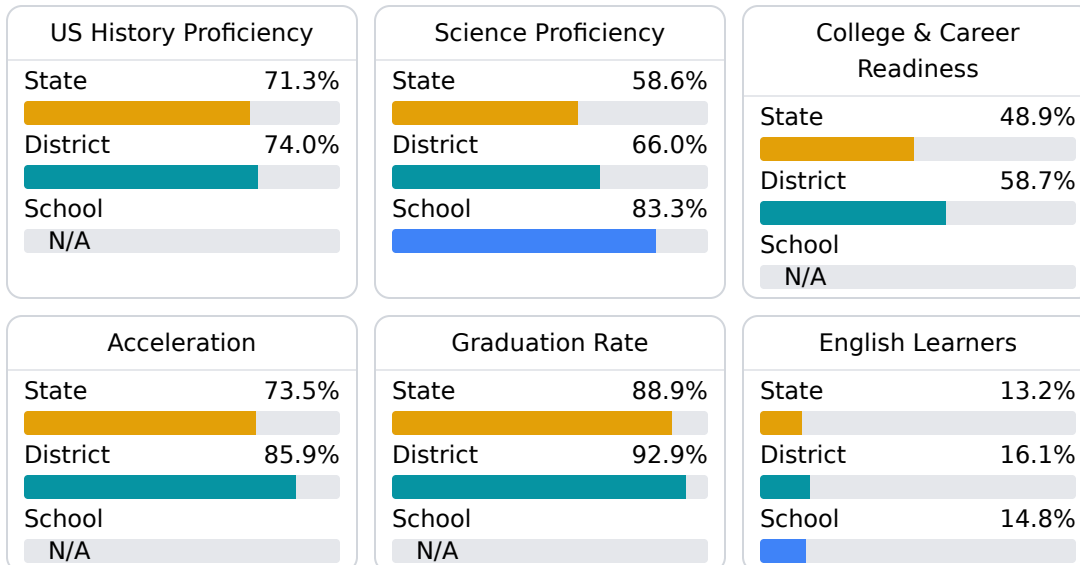 US History Proficiency
State 71.3%
District 74.0%
School
N/A
Science Proficiency
State 58.6%
District 66.0%
School 83.3%
College & Career
Readiness
State 48.9%
District 58.7%
School
N/A
Acceleration
State 73.5%
District 85.9%
School
N/A
Graduation Rate
State 88.9%
District 92.9%
School
N/A
English Learners
State 13.2%
District 16.1%
School 14.8%